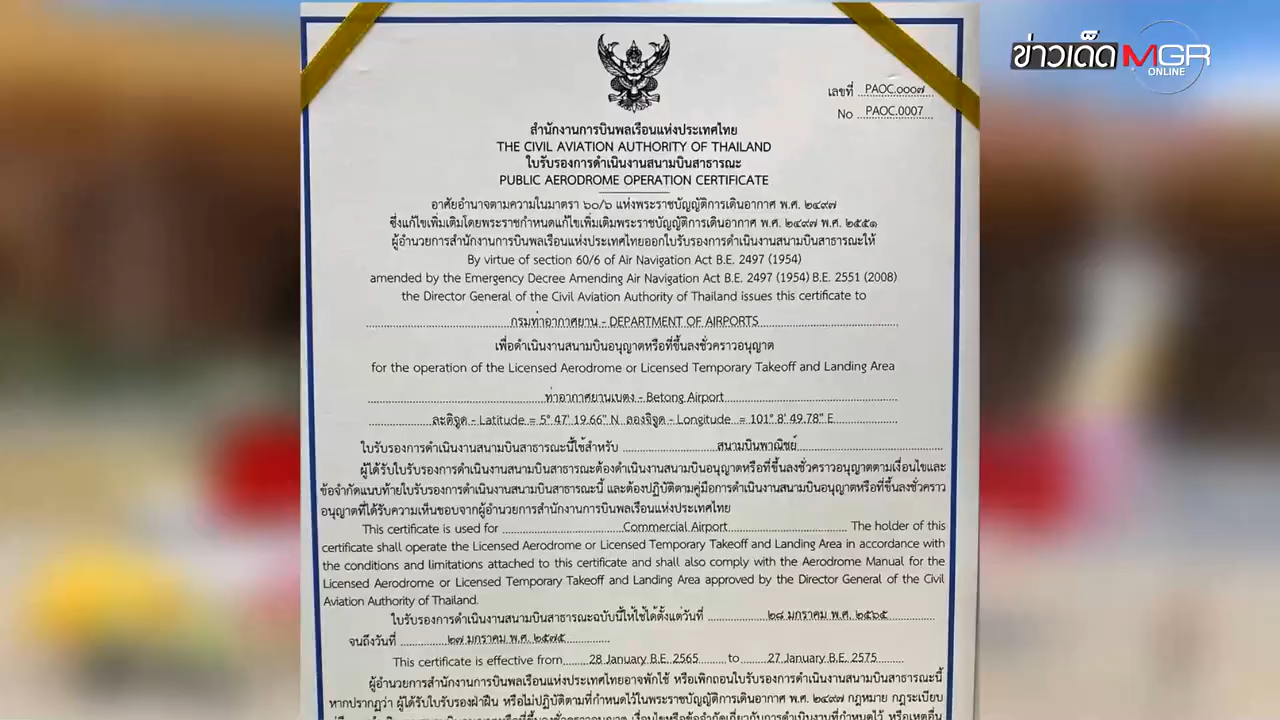 ข่าวเด็ด MGR
ONLINE
เลขที่ PAOC.๐๐๐๗
No PAOC.0007
สำนักงานการบินพลเรือนแห่งประเทศไทย
THE CIVIL AVIATION AUTHORITY OF THAILAND
ใบรับรองการดำเนินงานสนามบินสาธารณะ
PUBLIC AERODROME OPERATION CERTIFICATE
อาศัยอำนาจตามความในมาตรา ๖๐/๖ แห่งพระราชบัญญัติการเดินอากาศ พ.ศ. ๒๔๙๗
ซึ่งแก้ไขเพิ่มเติมโดยพระราชกำหนดแก้ไขเพิ่มเติมพระราชบัญญัติการเดินอากาศ พ.ศ. ๒๔๙๗ พ.ศ. ๒๕๕๑
ผู้อำนวยการสำนักงานการบินพลเรือนแห่งประเทศไทยออกใบรับรองการดำเนินงานสนามบินสาธารณะให้
By virtue of section 60/6 of Air Navigation Act B.E. 2497 (1954)
amended by the Emergency Decree Amending Air Navigation Act B.E. 2497 (1954) B.E. 2551 (2008)
the Director General of the Civil Aviation Authority of Thailand issues this certificate to
กรมท่าอากาศยาน - DEPARTMENT OF AIRPORTS
เพื่อดำเนินงานสนามบินอนุญาตหรือที่ขึ้นลงชั่วคราวอนุญาต
for the operation of the Licensed Aerodrome or Licensed Temporary Takeoff and Landing Area
ท่าอากาศยานเบตง - Betong Airport
ละติจูด - Latitude = 5° 47' 19.66" N ลองจิจูด - Longitude = 101° 8' 49.78" E
ใบรับรองการดำเนินงานสนามบินสาธารณะนี้ใช้สำหรับ สนามบินพาณิชย์
ผู้ได้รับใบรับรองการดำเนินงานสนามบินสาธารณะต้องดำเนินงานสนามบินอนุญาตหรือที่ขึ้นลงชั่วคราวอนุญาตตามเงื่อนไขและ
ข้อจำกัดแนบท้ายใบรับรองการดำเนินงานสนามบินสาธารณะนี้ และต้องปฏิบัติตามคู่มือการดำเนินงานสนามบินอนุญาตหรือที่ขึ้นลงชั่วคราว
อนุญาตที่ได้รับความเห็นชอบจากผู้อำนวยการสำนักงานการบินพลเรือนแห่งประเทศไทย
This certificate is used for Commercial Airport The holder of this
certificate shall operate the Licensed Aerodrome or Licensed Temporary Takeoff and Landing Area in accordance with
the conditions and limitations attached to this certificate and shall also comply with the Aerodrome Manual for the
Licensed Aerodrome or Licensed Temporary Takeoff and Landing Area approved by the Director General of the Civil
Aviation Authority of Thailand.
ใบรับรองการดำเนินงานสนามบินสาธารณะฉบับนี้ให้ใช้ได้ตั้งแต่วันที่ ๒๘ มกราคม พ.ศ. ๒๕๖๕
จนถึงวันที่ ๒๗ มกราคม พ.ศ. ๒๕๗๕
This certificate is effective from 28 January B.E. 2565 to 27 January B.E. 2575
ผู้อำนวยการสำนักงานการบินพลเรือนแห่งประเทศไทยอาจพักใช้ หรือเพิกถอนใบรับรองการดำเนินงานสนามบินสาธารณะนี้
หากปรากฏว่า ผู้ได้รับใบรับรองฝ่าฝืน หรือไม่ปฏิบัติตามที่กำหนดไว้ในพระราชบัญญัติการเดินอากาศ พ.ศ. ๒๔๙๗ กฎหมาย กฎระเบียบ